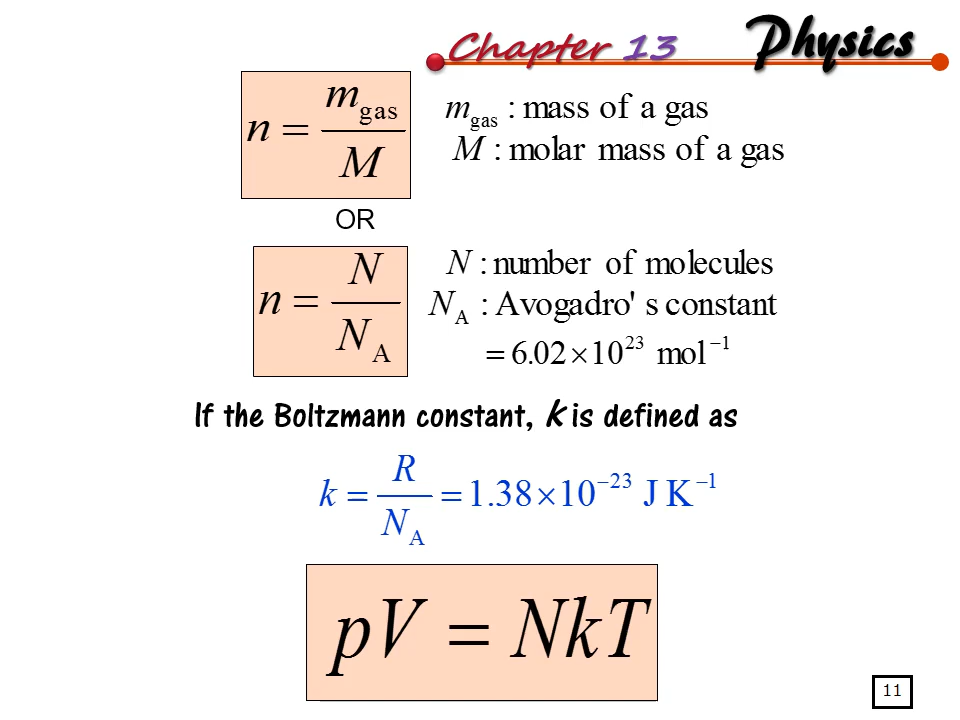 Chapter 13 Physics
n = m_gas / M
m_gas : mass of a gas
M : molar mass of a gas
OR
n = N / N_A
N : number of molecules
N_A : Avogadro' s constant
= 6.02 × 10^23 mol^−1
If the Boltzmann constant, k is defined as
k = R / N_A = 1.38 × 10^−23 J K^−1
pV = NkT
11